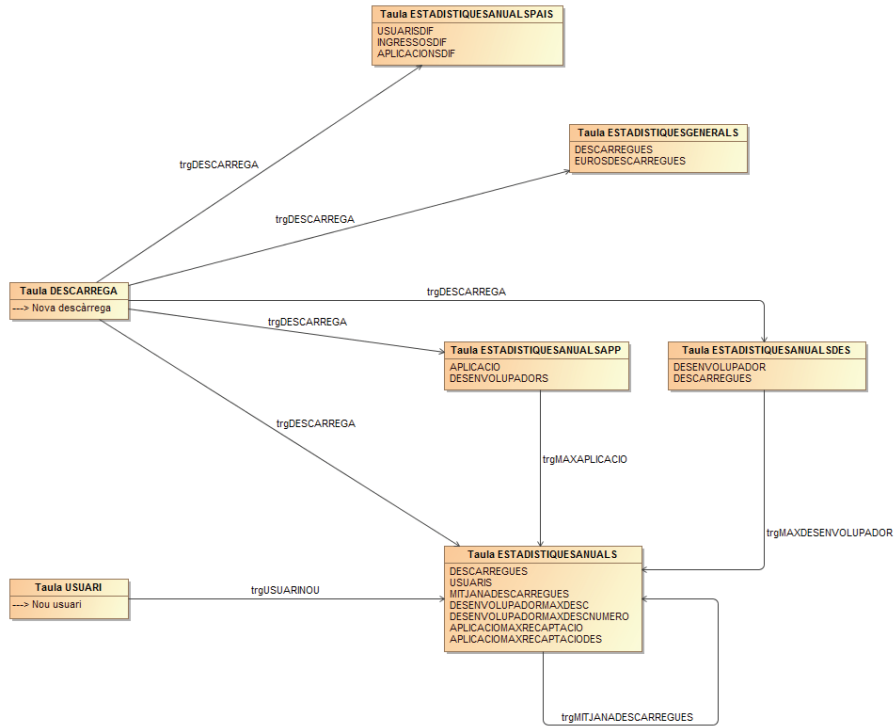 Taula ESTADISTIQUESANUALSPAIS
USUARISDIF
INGRESSOSDIF
APLICACIONSDIF
Taula ESTADISTIQUESGENERALS
DESCARREGUES
EUROSDESCARREGUES
trgDESCARREGA
trgDESCARREGA
Taula DESCARREGA
---> Nova descàrrega
trgDESCARREGA
trgDESCARREGA
Taula ESTADISTIQUESANUALSAPP
APLICACIO
DESENVOLUPADORS
Taula ESTADISTIQUESANUALSDES
DESENVOLUPADOR
DESCARREGUES
trgDESCARREGA
trgMAXAPLICACIO
trgMAXDESENVOLUPADOR
Taula ESTADISTIQUESANUALS
DESCARREGUES
USUARIS
MITJANADESCARREGUES
DESENVOLUPADORMAXDESC
DESENVOLUPADORMAXDESCNUMERO
APLICACIOMAXRECAPTACIO
APLICACIOMAXRECAPTACIODES
Taula USUARI
---> Nou usuari
trgUSUARINOU
trgMITJANADESCARREGUES